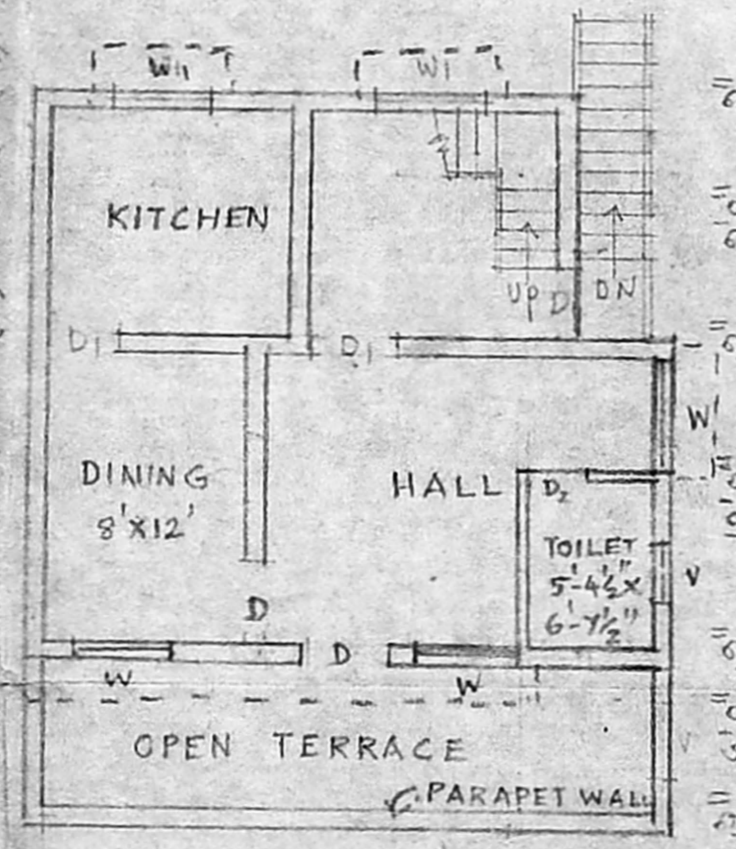 W11
W1
KITCHEN
UP
D
DN
D1
D1
W
DINING
8'X12'
HALL
D2
TOILET
5'-4½"X
6'-7½"
V
D
D
W
W
OPEN TERRACE
V
PARAPET WALL